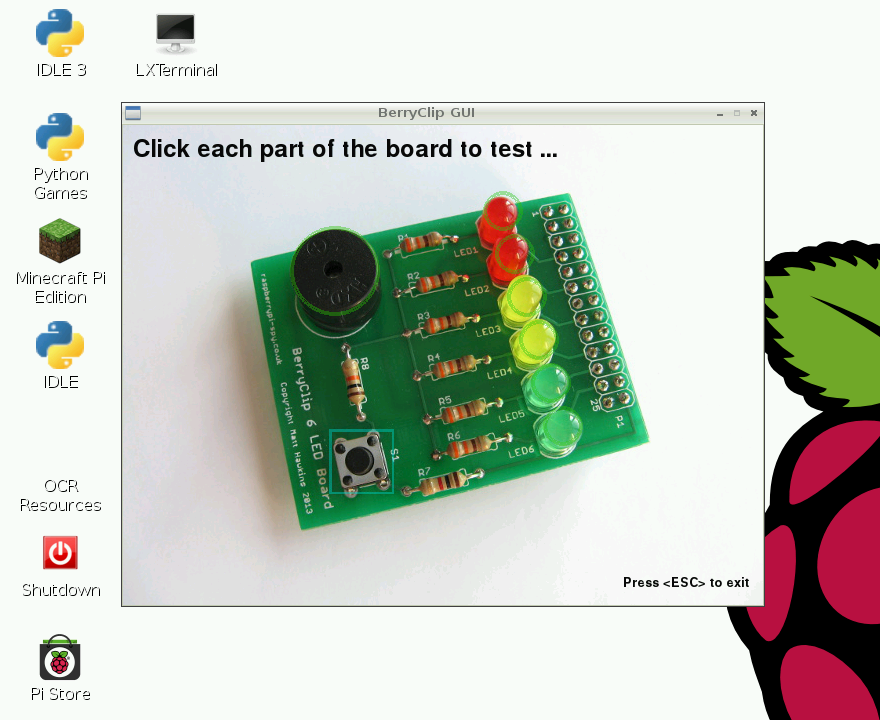 IDLE 3
LXTerminal
Python
Games
Minecraft Pi
Edition
IDLE
OCR
Resources
Shutdown
Pi Store
BerryClip GUI
Click each part of the board to test ...
R1
R2
R3
R4
R5
R6
R7
R8
LED1
LED2
LED3
LED4
LED5
LED6
1
25
P1
S1
raspberrypi-spy.co.uk
BerryClip 6 LED Board
Copyright Matt Hawkins 2013
Press <ESC> to exit